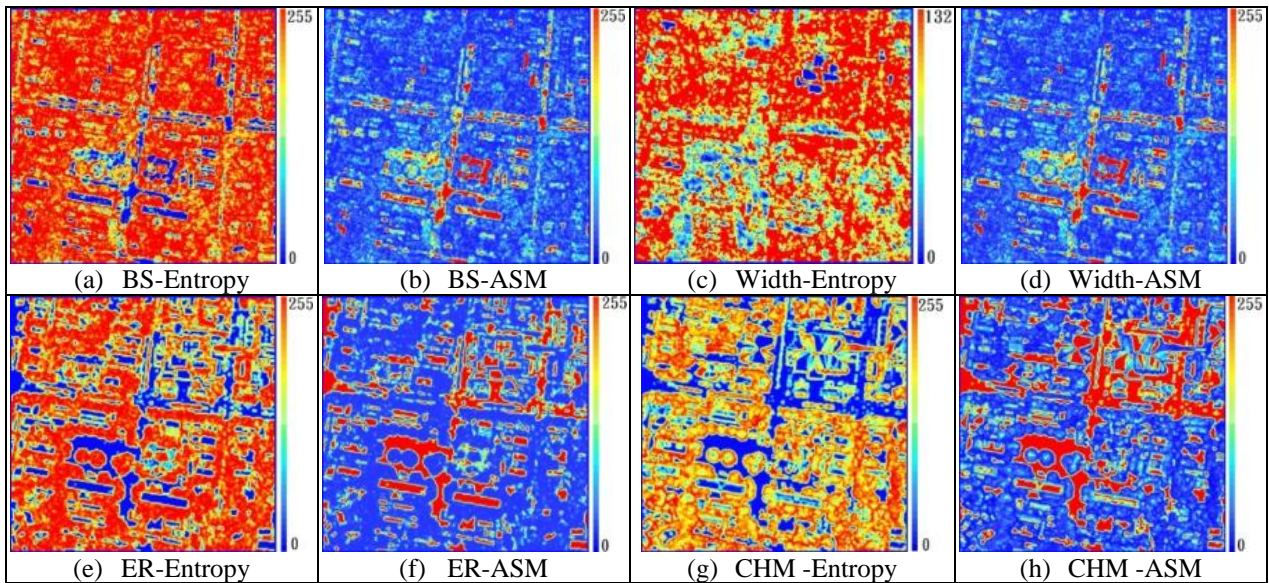 255
0
255
0
132
0
255
0
(a) BS-Entropy
(b) BS-ASM
(c) Width-Entropy
(d) Width-ASM
255
0
255
0
255
0
255
0
(e) ER-Entropy
(f) ER-ASM
(g) CHM -Entropy
(h) CHM -ASM